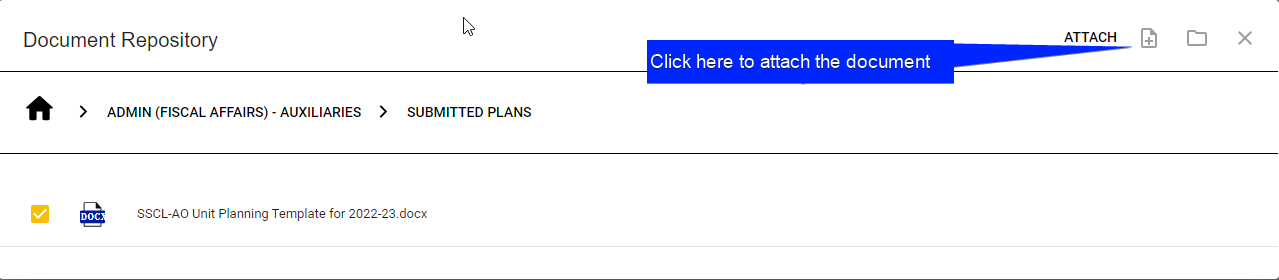 Document Repository
ATTACH
Click here to attach the document
ADMIN (FISCAL AFFAIRS) - AUXILIARIES
SUBMITTED PLANS
DOCX
SSCL-AO Unit Planning Template for 2022-23.docx